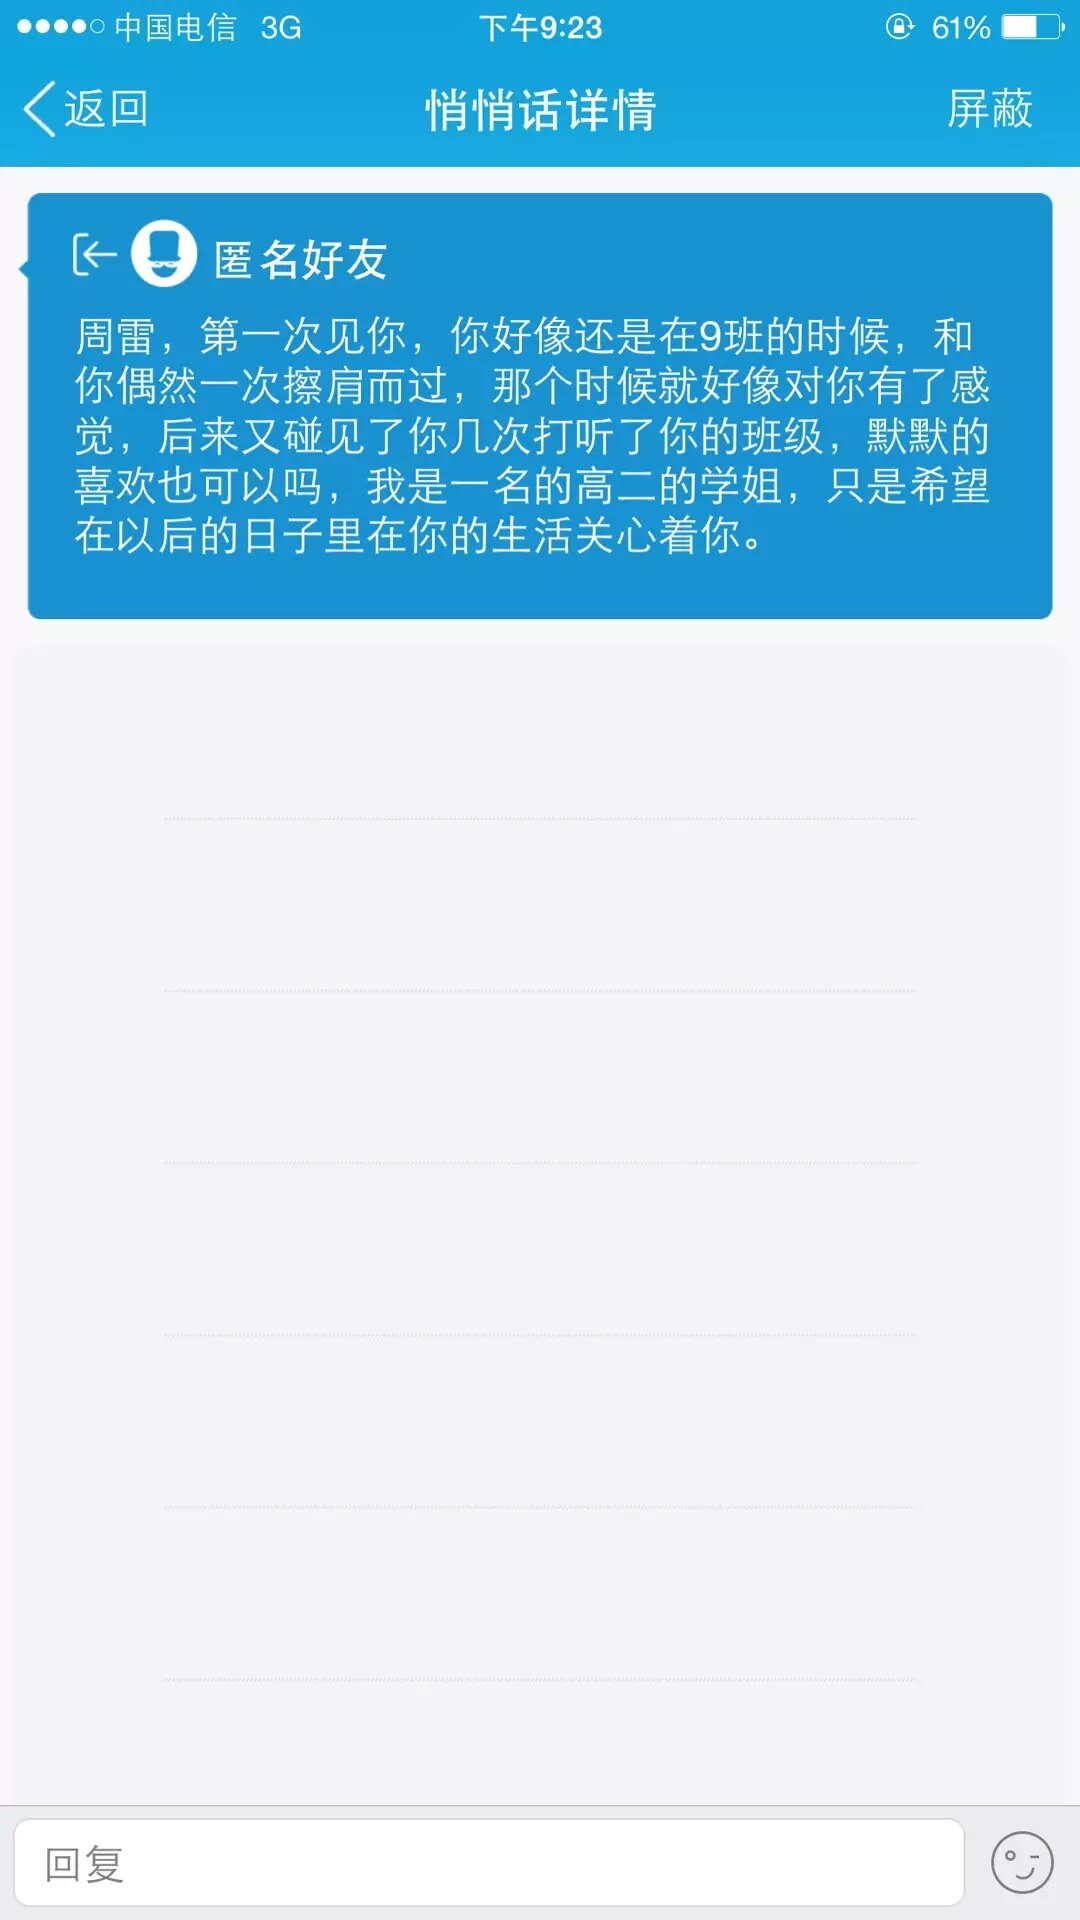 中国电信 3G 下午9:23 61%
返回 悄悄话详情 屏蔽
匿名好友
周雷，第一次见你，你好像还是在9班的时候，和
你偶然一次擦肩而过，那个时候就好像对你有了感
觉，后来又碰见了你几次打听了你的班级，默默的
喜欢也可以吗，我是一名的高二的学姐，只是希望
在以后的日子里在你的生活关心着你。
回复